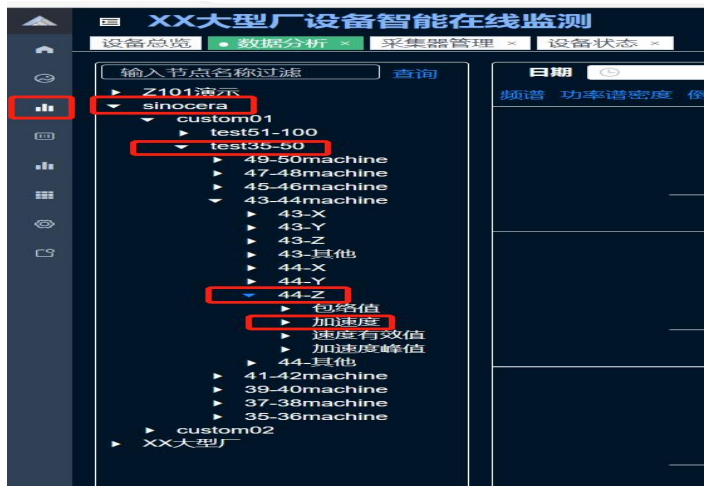 XX大型厂设备智能在线监测
设备总览 数据分析 × 采集器管理 × 设备状态 ×
输入节点名称过滤 查询 日期
频谱 功率谱密度 倒
Z101演示
sinocera
custom01
test51-100
test35-50
49-50machine
47-48machine
45-46machine
43-44machine
43-X
43-Y
43-Z
43-其他
44-X
44-Y
44-Z
包络值
加速度
速度有效值
加速度峰值
44-其他
41-42machine
39-40machine
37-38machine
35-36machine
custom02
XX大型厂